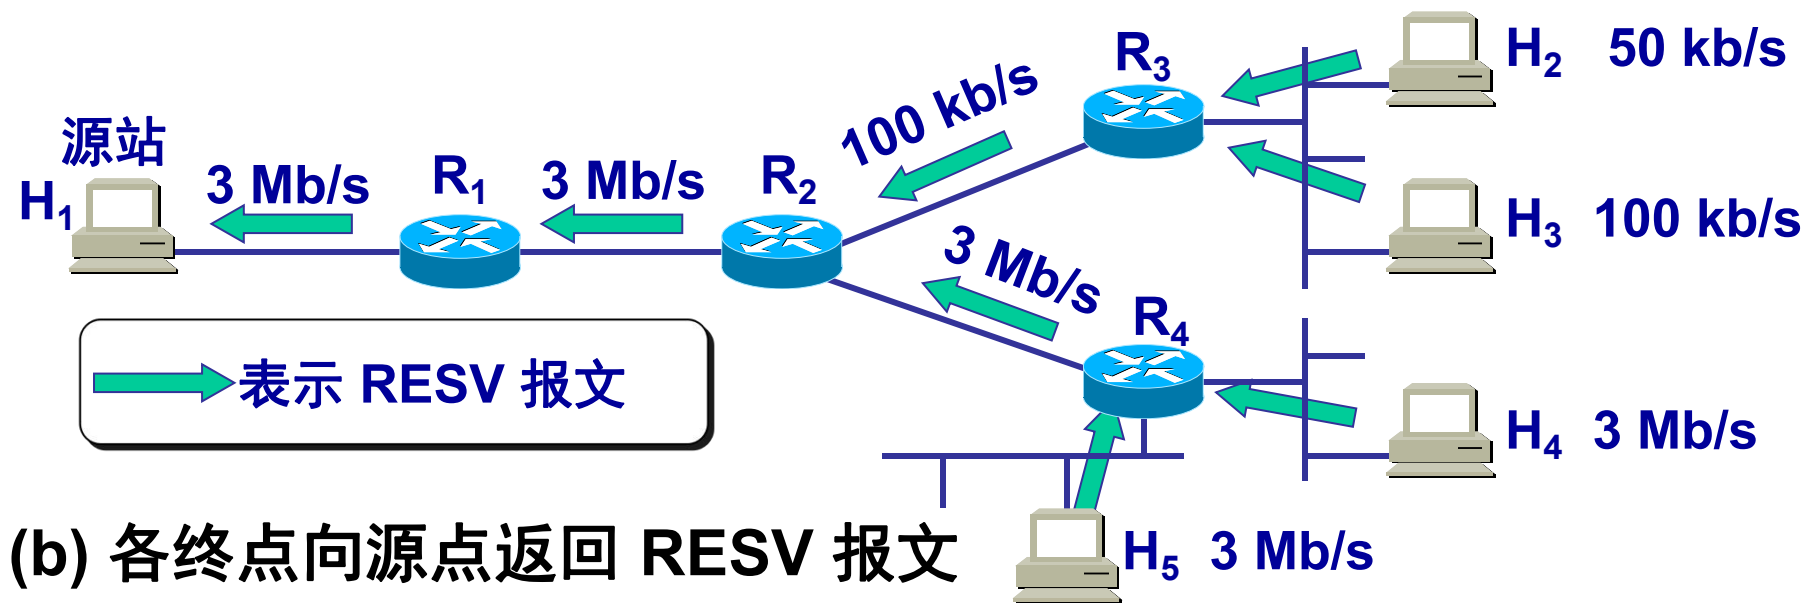 H2 50 kb/s
R3
100 kb/s
源站
H1
3 Mb/s
R1
3 Mb/s
R2
H3 100 kb/s
3 Mb/s
R4
表示 RESV 报文
H4 3 Mb/s
H5 3 Mb/s
(b) 各终点向源点返回 RESV 报文